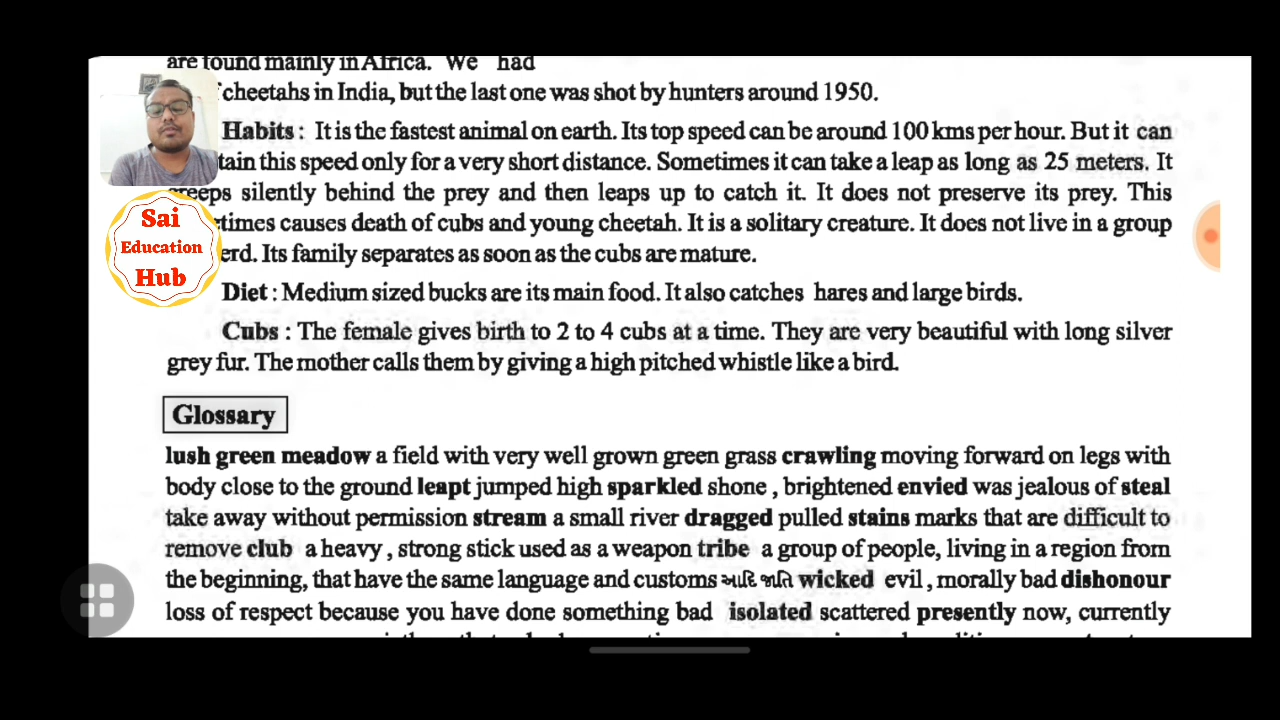 are found mainly in Africa. We had
cheetahs in India, but the last one was shot by hunters around 1950.
Habits : It is the fastest animal on earth. Its top speed can be around 100 kms per hour. But it can
tain this speed only for a very short distance. Sometimes it can take a leap as long as 25 meters. It
creeps silently behind the prey and then leaps up to catch it. It does not preserve its prey. This
times causes death of cubs and young cheetah. It is a solitary creature. It does not live in a group
erd. Its family separates as soon as the cubs are mature.
Sai
Education
Hub
Diet : Medium sized bucks are its main food. It also catches hares and large birds.
Cubs : The female gives birth to 2 to 4 cubs at a time. They are very beautiful with long silver
grey fur. The mother calls them by giving a high pitched whistle like a bird.
Glossary
lush green meadow a field with very well grown green grass crawling moving forward on legs with
body close to the ground leapt jumped high sparkled shone , brightened envied was jealous of steal
take away without permission stream a small river dragged pulled stains marks that are difficult to
remove club a heavy , strong stick used as a weapon tribe a group of people, living in a region from
the beginning, that have the same language and customs આદિ જાતિ wicked evil , morally bad dishonour
loss of respect because you have done something bad isolated scattered presently now, currently